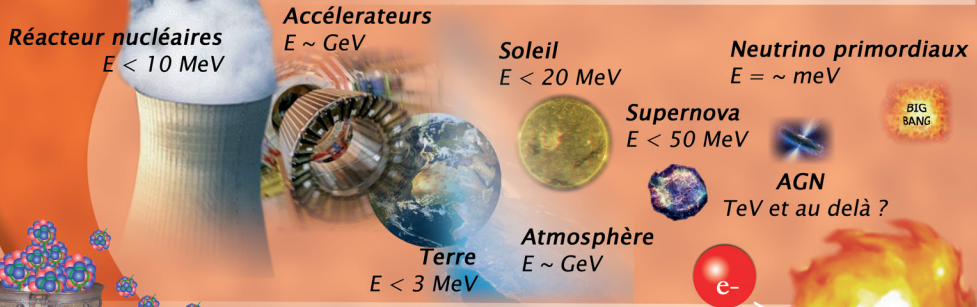 Réacteur nucléaires
E < 10 MeV
Accélerateurs
E ~ GeV
Soleil
E < 20 MeV
Neutrino primordiaux
E = ~ meV
BIG
BANG
Supernova
E < 50 MeV
AGN
TeV et au delà ?
Terre
E < 3 MeV
Atmosphère
E ~ GeV
e-